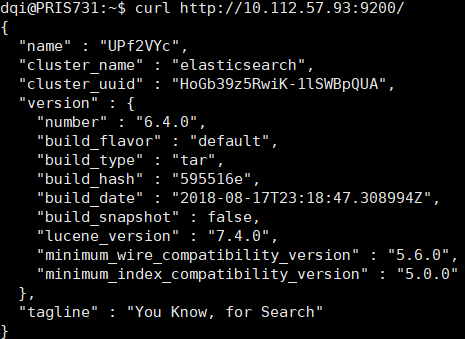 dqi@PRIS731:~$ curl http://10.112.57.93:9200/
{
  "name" : "UPf2VYc",
  "cluster_name" : "elasticsearch",
  "cluster_uuid" : "HoGb39z5RwiK-1lSWBpQUA",
  "version" : {
    "number" : "6.4.0",
    "build_flavor" : "default",
    "build_type" : "tar",
    "build_hash" : "595516e",
    "build_date" : "2018-08-17T23:18:47.308994Z",
    "build_snapshot" : false,
    "lucene_version" : "7.4.0",
    "minimum_wire_compatibility_version" : "5.6.0",
    "minimum_index_compatibility_version" : "5.0.0"
  },
  "tagline" : "You Know, for Search"
}